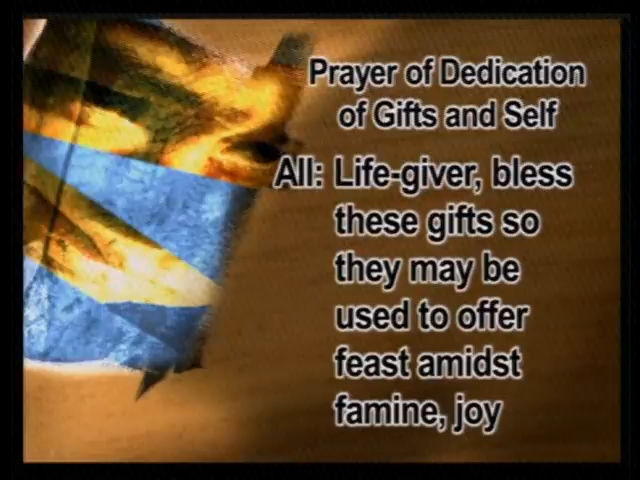 Prayer of Dedication
of Gifts and Self
All: Life-giver, bless
these gifts so
they may be
used to offer
feast amidst
famine, joy